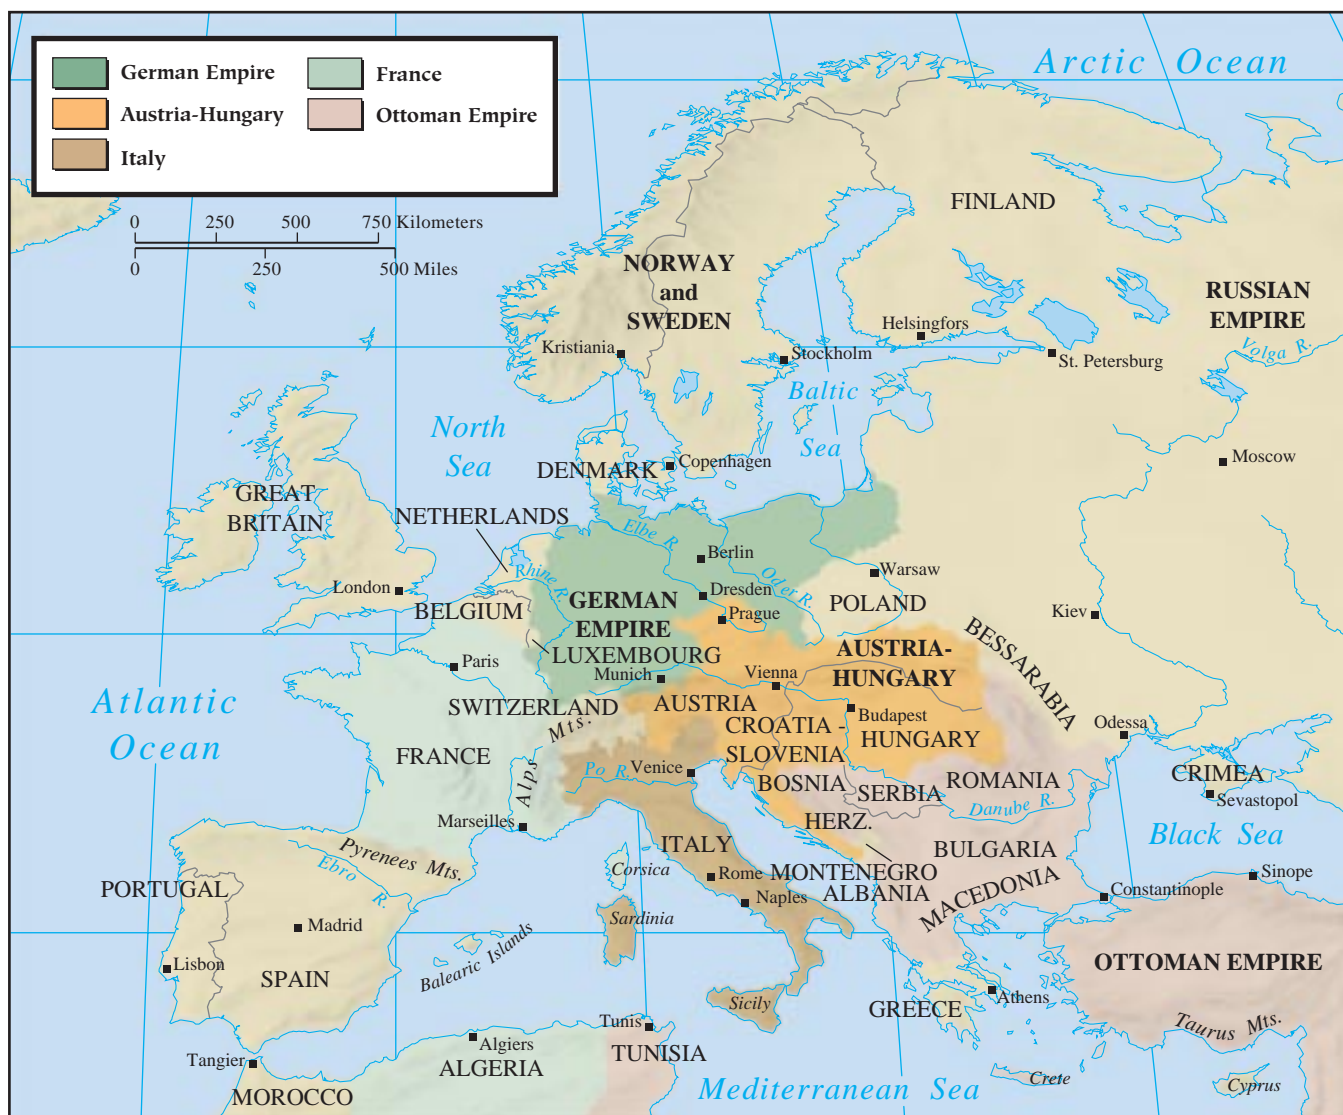 German Empire
France
Austria-Hungary
Ottoman Empire
Italy
0 250 500 750 Kilometers
0 250 500 Miles
Arctic Ocean
FINLAND
NORWAY
and
SWEDEN
RUSSIAN
EMPIRE
Volga R.
Helsingfors
Kristiania
Stockholm
St. Petersburg
Baltic
Sea
North
Sea
Moscow
DENMARK
Copenhagen
GREAT
BRITAIN
NETHERLANDS
Elbe R.
Berlin
Rhine R.
Oder R.
Warsaw
London
Dresden
BELGIUM
GERMAN
EMPIRE
POLAND
Prague
Kiev
BESSARABIA
LUXEMBOURG
AUSTRIA-
HUNGARY
Paris
Munich
Vienna
Atlantic
Ocean
SWITZERLAND
AUSTRIA
Budapest
CROATIA -
SLOVENIA
HUNGARY
Odessa
Alps Mts.
FRANCE
Venice
Po R.
BOSNIA
SERBIA
ROMANIA
CRIMEA
Sevastopol
Danube R.
Marseilles
HERZ.
Black Sea
ITALY
Pyrenees Mts.
BULGARIA
Ebro R.
Corsica
Rome
MONTENEGRO
Sinope
PORTUGAL
ALBANIA
MACEDONIA
Constantinople
Naples
Madrid
Sardinia
Balearic Islands
Lisbon
SPAIN
OTTOMAN EMPIRE
Sicily
GREECE
Athens
Tunis
Taurus Mts.
Algiers
TUNISIA
Tangier
ALGERIA
Crete
Cyprus
MOROCCO
Mediterranean Sea